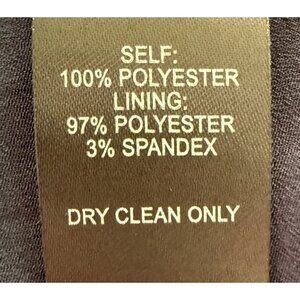 SELF:
100% POLYESTER
LINING:
97% POLYESTER
3% SPANDEX
DRY CLEAN ONLY